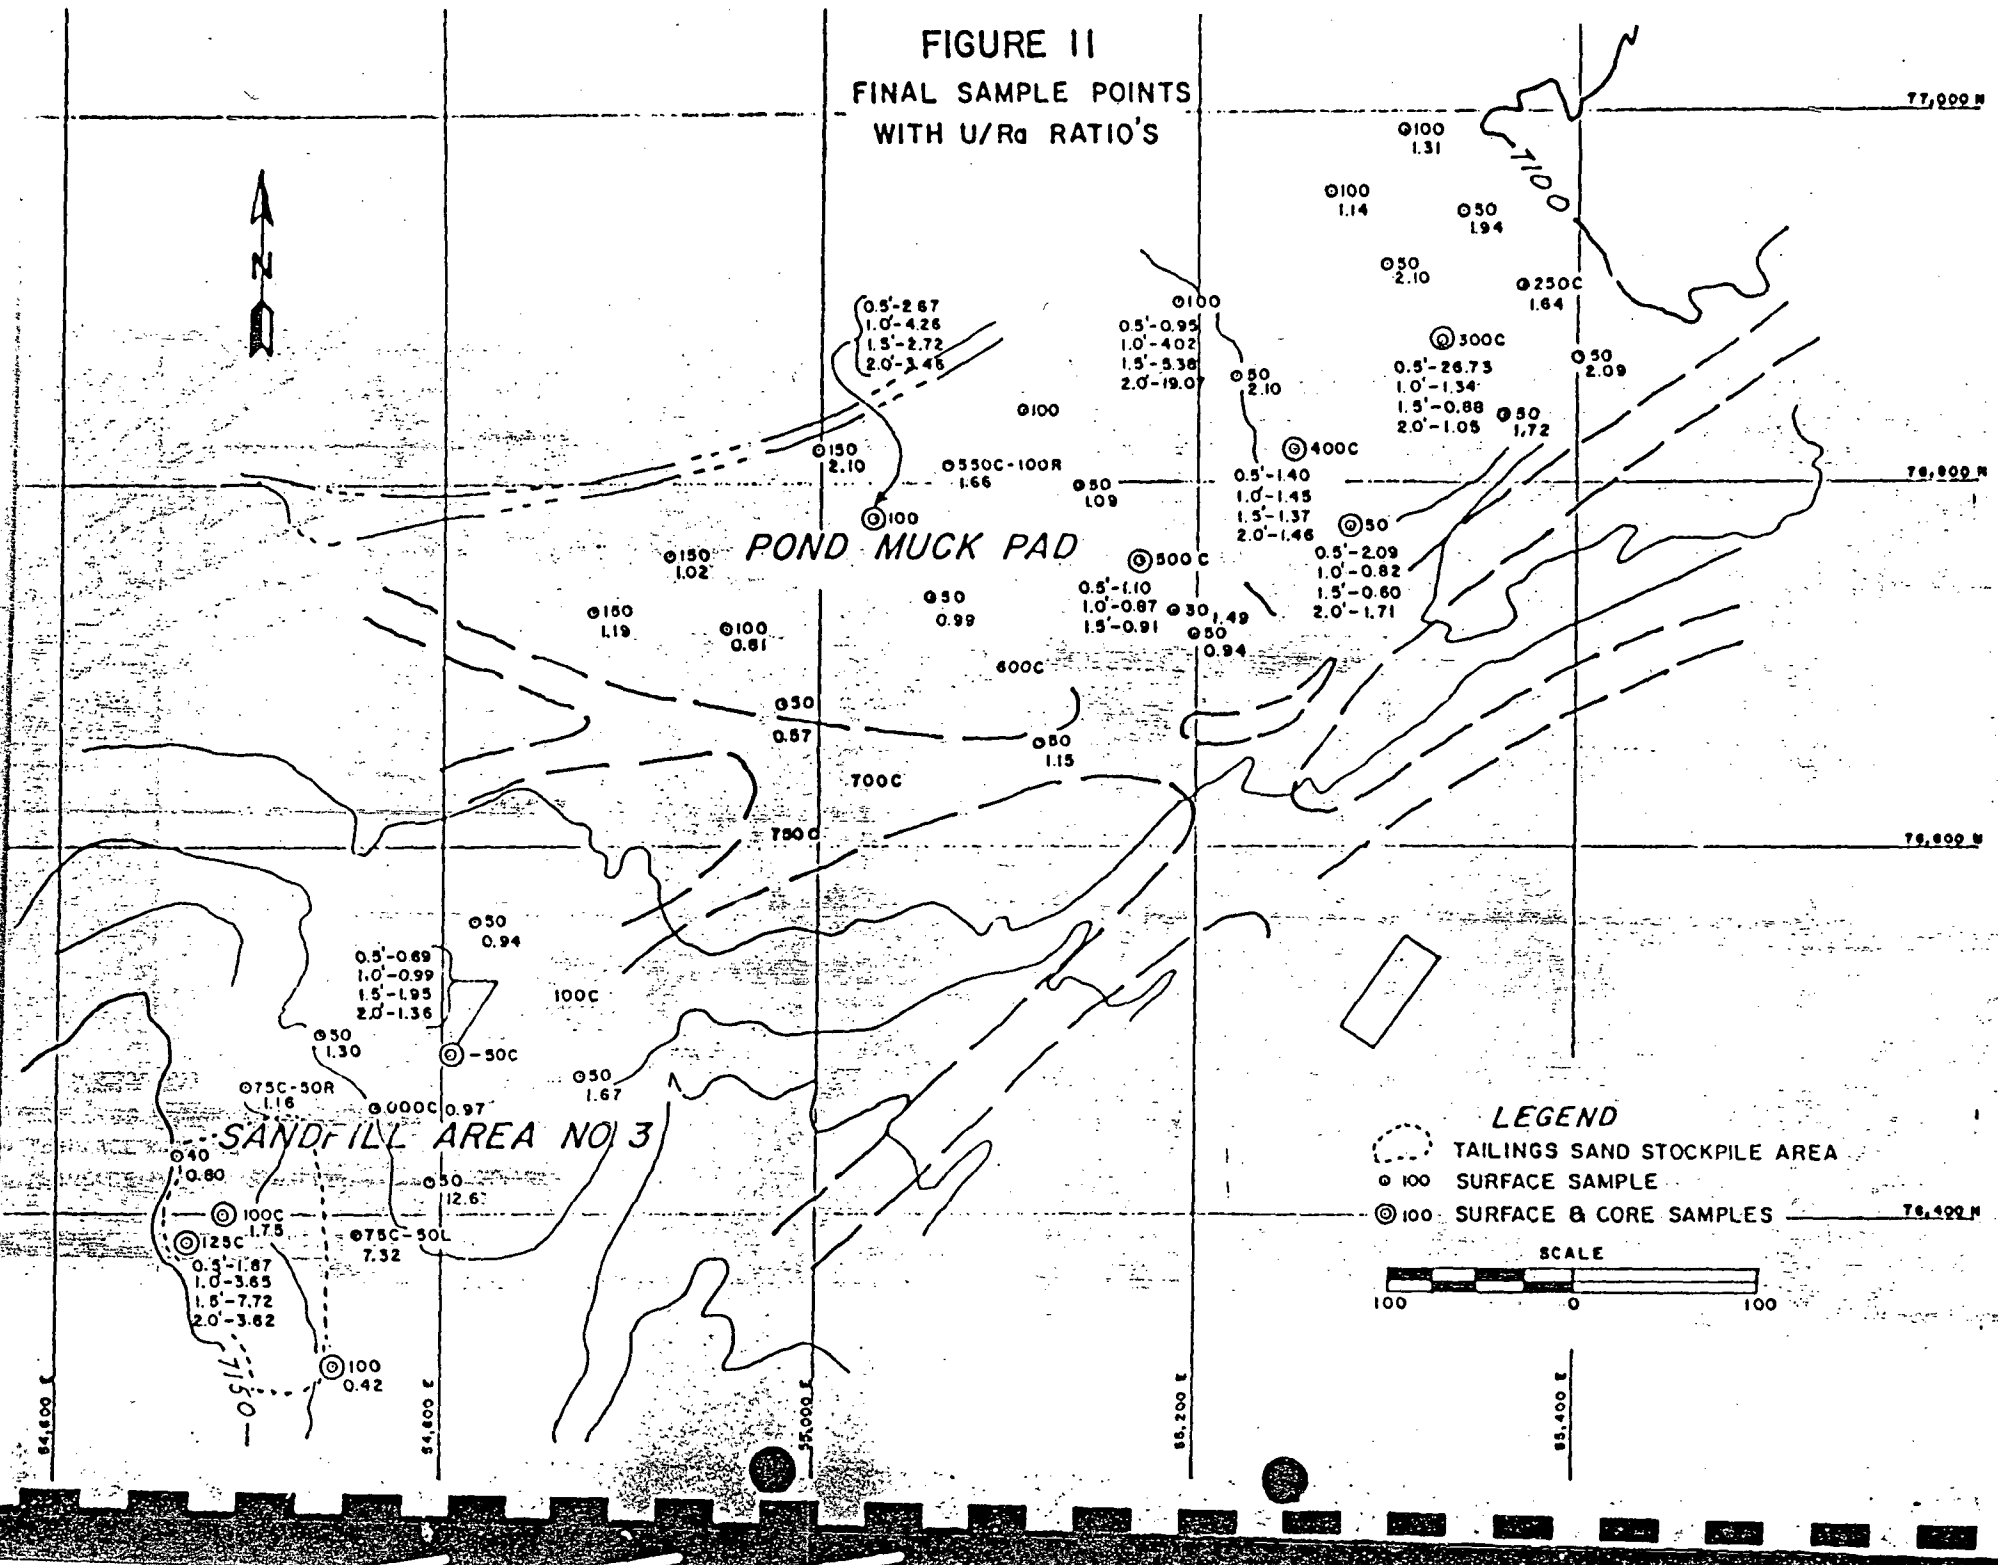 FIGURE 11
FINAL SAMPLE POINTS
WITH U/Ra RATIO'S
77,000 N
100
1.31
7100
100
1.14
50
1.94
N
50
2.10
250C
1.64
0.5'-2.67
1.0'-4.26
1.5'-2.72
2.0'-3.46
100
0.5'-0.95
1.0'-4.02
1.5'-5.38
2.0'-19.07
300C
0.5'-26.73
1.0'-1.34
1.5'-0.88
2.0'-1.05
50
2.09
50
2.10
100
50
1.72
150
2.10
550C-100R
1.66
400C
0.5'-1.40
1.0'-1.45
1.5'-1.37
2.0'-1.46
76,800 N
50
1.09
100
50
0.5'-2.09
1.0'-0.82
1.5'-0.60
2.0'-1.71
POND MUCK PAD
150
1.02
500C
0.5'-1.10
1.0'-0.87
1.5'-0.91
30 1.49
50
0.94
150
1.19
100
0.81
50
0.99
600C
50
0.57
50
1.15
700C
750C
76,600 N
50
0.94
0.5'-0.69
1.0'-0.99
1.5'-1.95
2.0'-1.36
100C
50
1.30
-50C
50
1.67
75C-50R
1.16
000C 0.97
SANDFILL AREA NO 3
40
0.80
50
12.6
100C
1.75
125C
0.5'-1.87
1.0'-3.65
1.5'-7.72
2.0'-3.62
75C-50L
7.32
100
0.42
7150
LEGEND
TAILINGS SAND STOCKPILE AREA
100 SURFACE SAMPLE
100 SURFACE & CORE SAMPLES
76,400 N
SCALE
100 0 100
54,600 E
54,800 E
55,000 E
55,200 E
55,400 E